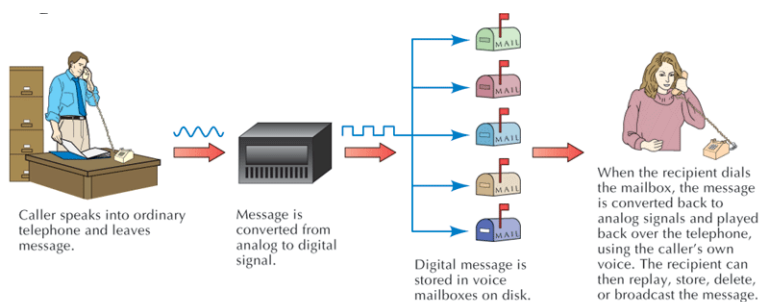 MAIL
MAIL
MAIL
MAIL
MAIL
Caller speaks into ordinary
telephone and leaves
message.
Message is
converted from
analog to digital
signal.
Digital message is
stored in voice
mailboxes on disk.
When the recipient dials
the mailbox, the message
is converted back to
analog signals and played
back over the telephone,
using the caller's own
voice. The recipient can
then replay, store, delete,
or broadcast the message.